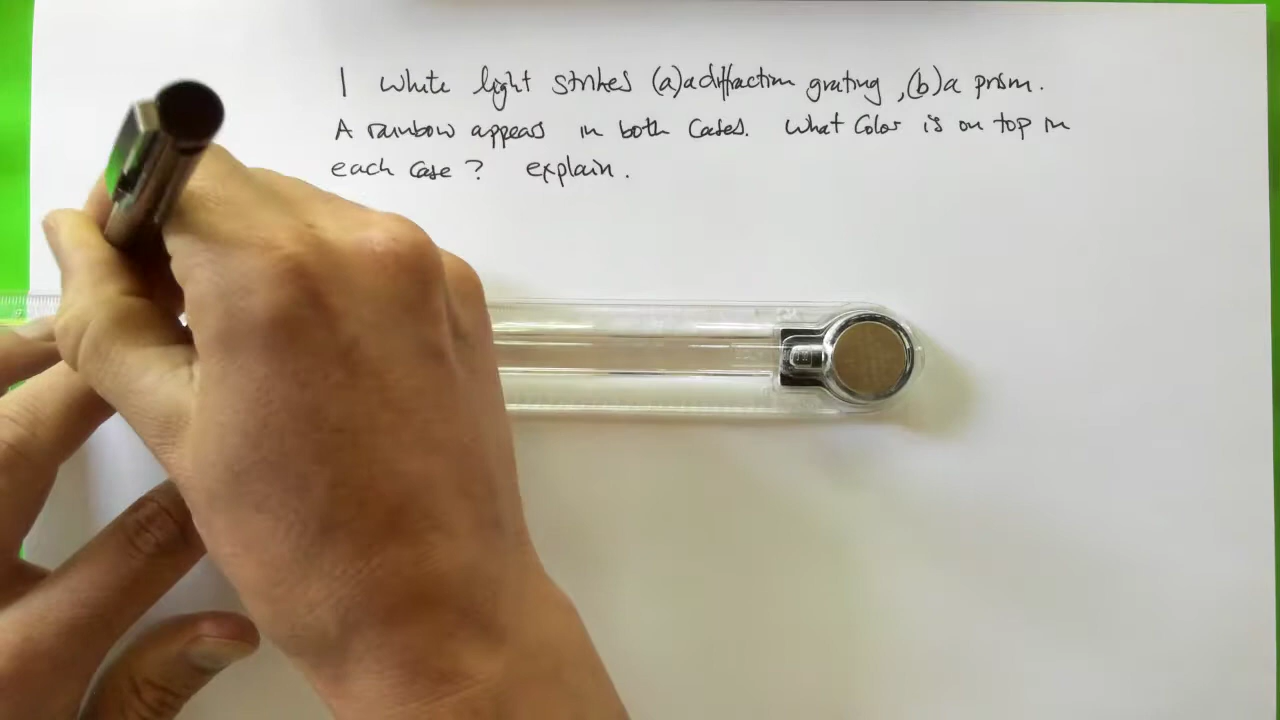 1 White light strikes (a) a diffraction grating, (b) a prism.
A rainbow appears in both cases. What Color is on top in
each case? explain.